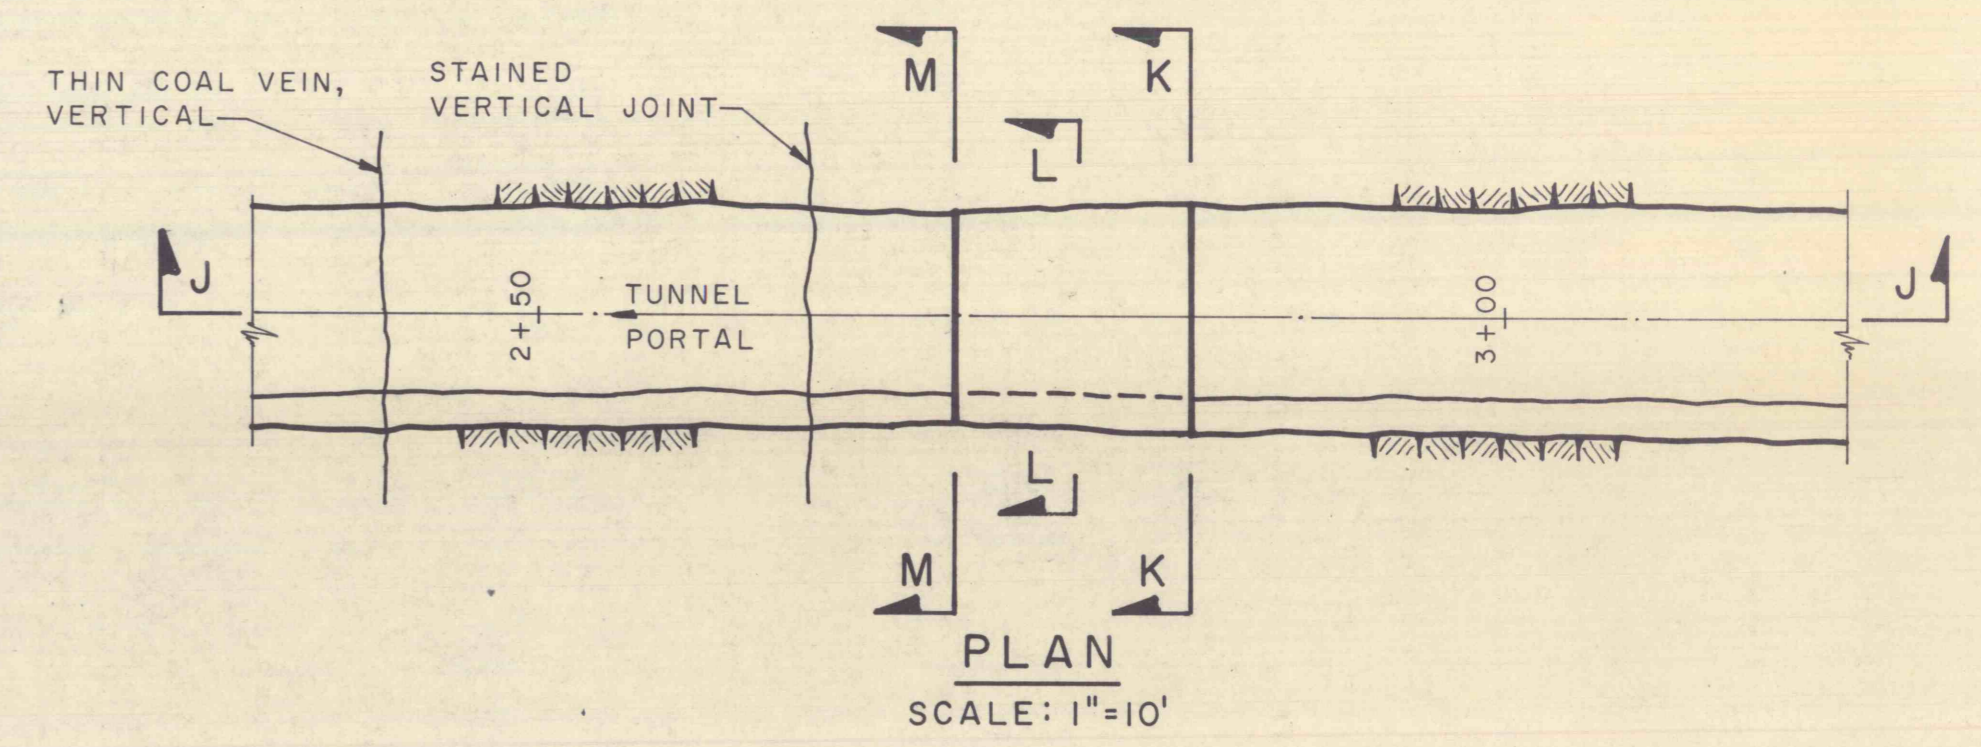 THIN COAL VEIN,
VERTICAL
STAINED
VERTICAL JOINT
M
K
L
J
2+50
TUNNEL
PORTAL
3+00
J
L
M
K
PLAN
SCALE: 1"=10'